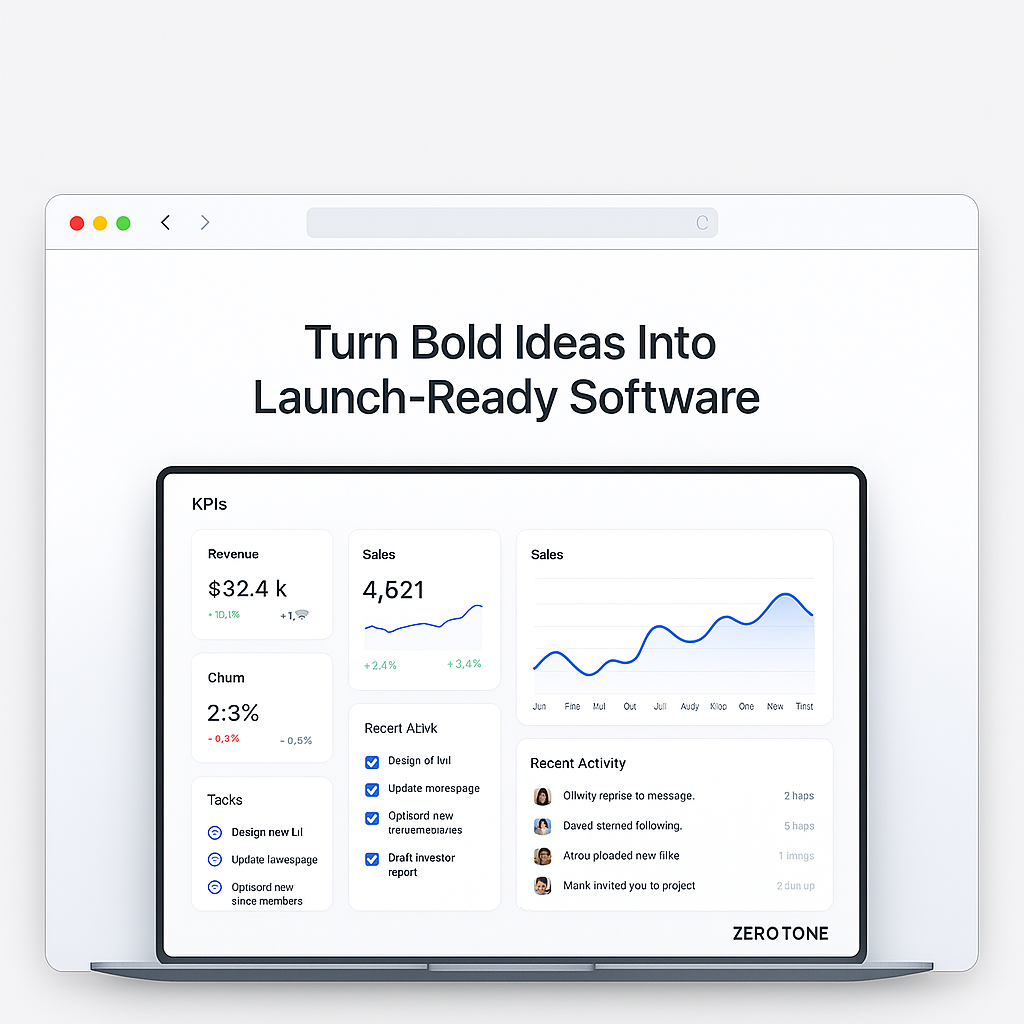 Turn Bold Ideas Into
Launch-Ready Software
KPIs
Revenue
$32.4 k
+10,1%
+1,
Chum
2:3%
- 0,3%
- 0,5%
Tacks
Design new Lıl
Update lawespage
Optisord new
since members
Sales
4,621
+2,4%
+3,4%
Recert Ativk
Design of lvıl
Update morespage
Optisord new
Draft investor
report
Sales
Jun Fine Mul Out Jull Audy Klop One New Tinst
Recent Activity
Ollwity reprise to message. 2 haps
Daved sterned following. 5 haps
Atrou ploaded new filke 1 imngs
Mank invited you to project 2 dun up
ZERO TONE